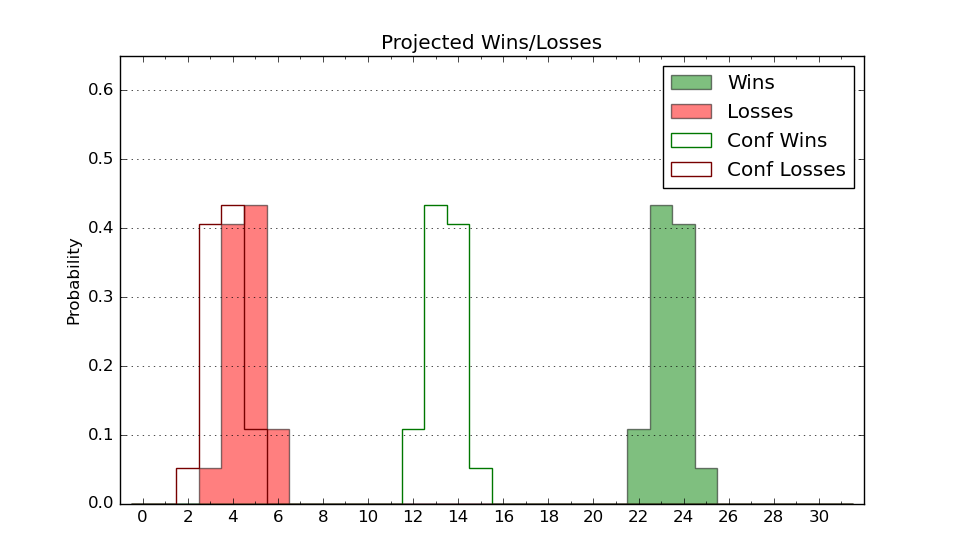 Projected Wins/Losses
Wins
Losses
Conf Wins
Conf Losses
Probability
0.6
0.5
0.4
0.3
0.2
0.1
0.0
0 2 4 6 8 10 12 14 16 18 20 22 24 26 28 30